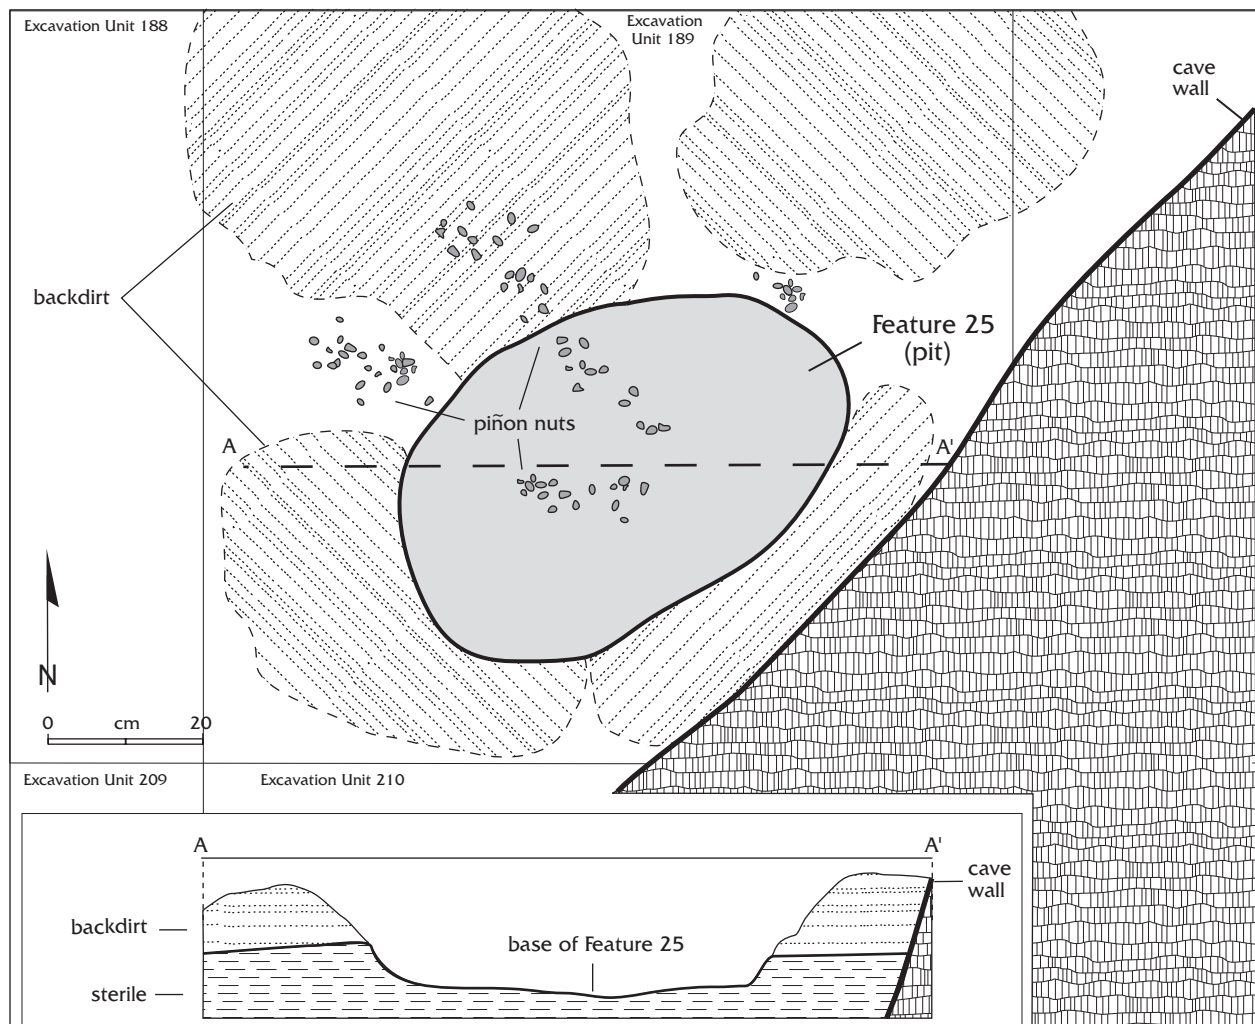 Excavation Unit 188
Excavation
Unit 189
cave
wall
backdirt
Feature 25
(pit)
piñon nuts
A
A'
N
0 cm 20
Excavation Unit 209
Excavation Unit 210
A
A'
cave
wall
backdirt
base of Feature 25
sterile